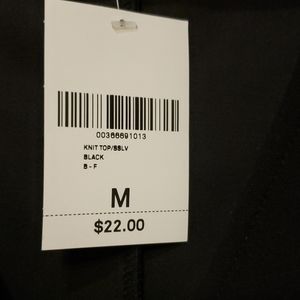 00366691013
KNIT TOP/SSLV
BLACK
B - F
M
$22.00